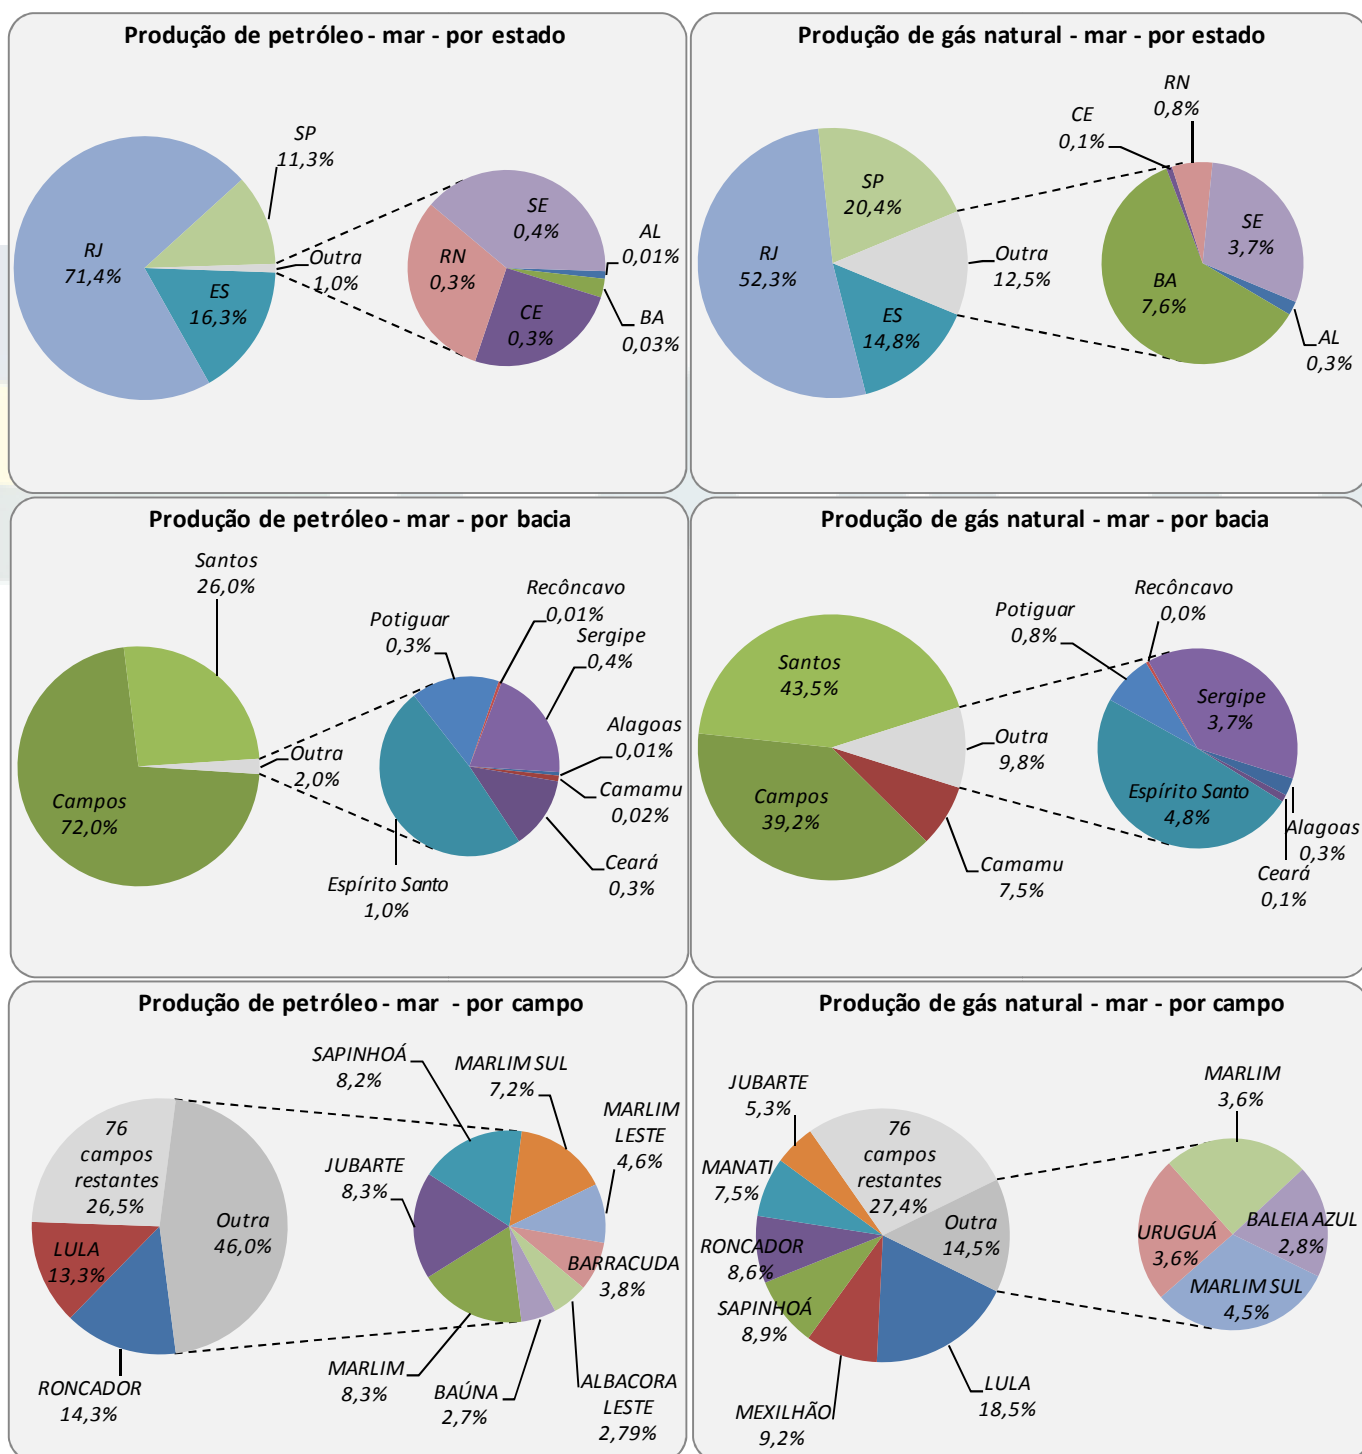 Produção de petróleo - mar - por estado
SP
11,3%
RJ
71,4%
Outra
1,0%
ES
16,3%
SE
0,4%
RN
0,3%
CE
0,3%
AL
0,01%
BA
0,03%
Produção de gás natural - mar - por estado
RN
0,8%
CE
0,1%
SP
20,4%
RJ
52,3%
Outra
12,5%
ES
14,8%
SE
3,7%
BA
7,6%
AL
0,3%
Produção de petróleo - mar - por bacia
Santos
26,0%
Campos
72,0%
Outra
2,0%
Potiguar
0,3%
Recôncavo
0,01%
Sergipe
0,4%
Alagoas
0,01%
Camamu
0,02%
Ceará
0,3%
Espírito Santo
1,0%
Produção de gás natural - mar - por bacia
Santos
43,5%
Campos
39,2%
Outra
9,8%
Camamu
7,5%
Potiguar
0,8%
Recôncavo
0,0%
Sergipe
3,7%
Espírito Santo
4,8%
Alagoas
0,3%
Ceará
0,1%
Produção de petróleo - mar - por campo
76
campos
restantes
26,5%
Outra
46,0%
LULA
13,3%
RONCADOR
14,3%
SAPINHOÁ
8,2%
MARLIM SUL
7,2%
MARLIM
LESTE
4,6%
JUBARTE
8,3%
BARRACUDA
3,8%
MARLIM
8,3%
BAÚNA
2,7%
ALBACORA
LESTE
2,79%
Produção de gás natural - mar - por campo
JUBARTE
5,3%
76
campos
restantes
27,4%
MANATI
7,5%
Outra
14,5%
RONCADOR
8,6%
SAPINHOÁ
8,9%
MEXILHÃO
9,2%
LULA
18,5%
MARLIM
3,6%
BALEIA AZUL
2,8%
URUGUÁ
3,6%
MARLIM SUL
4,5%